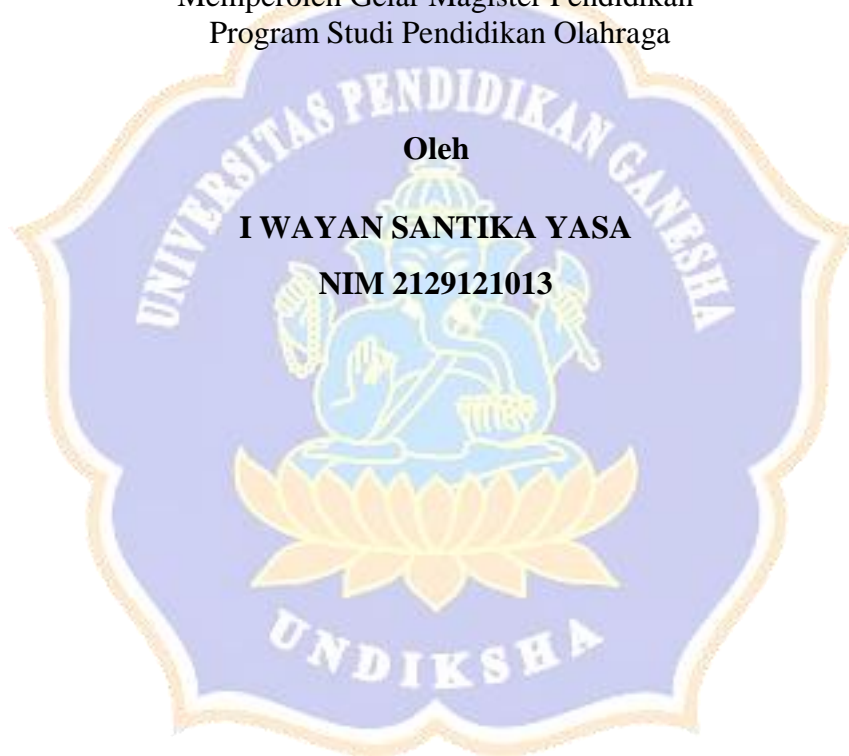 Memperoleh Gelar Magister Pendidikan
Program Studi Pendidikan Olahraga
Oleh
I WAYAN SANTIKA YASA
NIM 2129121013
UNIVERSITAS PENDIDIKAN GANESHA
UNDIKSHA